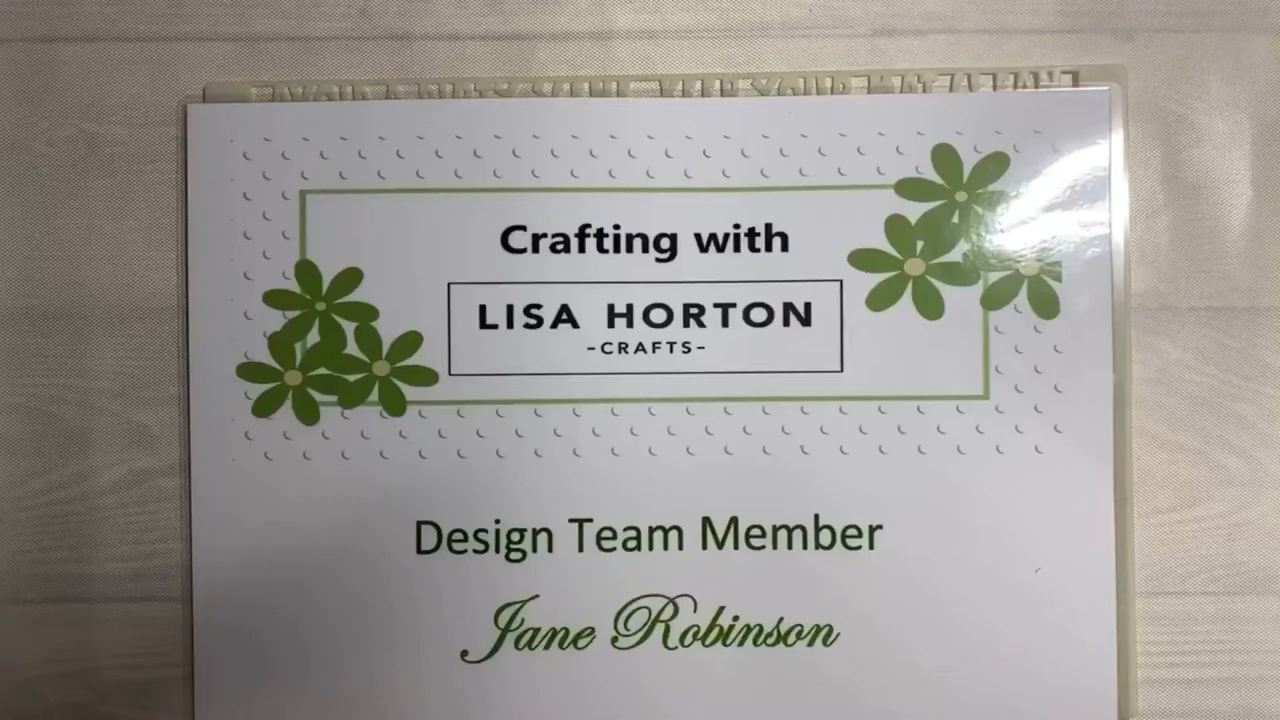 Crafting with
LISA HORTON
-CRAFTS-
Design Team Member
Jane Robinson